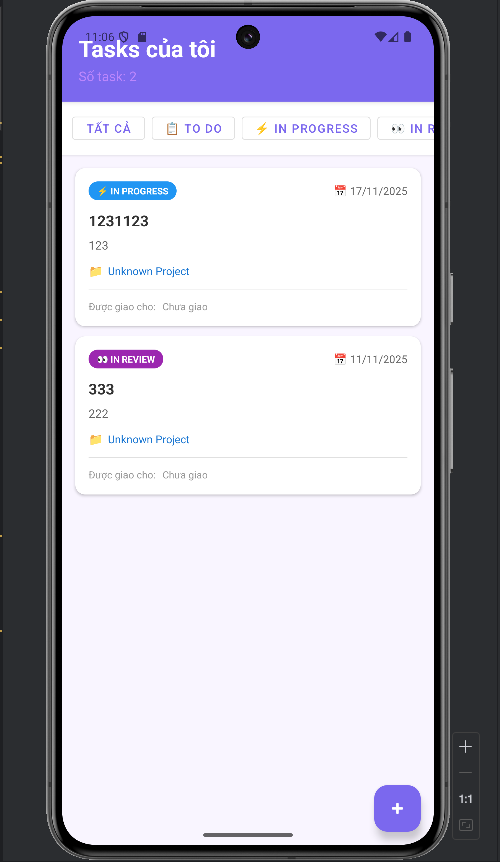 11:06
Tasks của tôi
Số task: 2
TẤT CẢ
📋 TO DO
⚡ IN PROGRESS
👀 IN R
⚡ IN PROGRESS
📅 17/11/2025
1231123
123
📁 Unknown Project
Được giao cho: Chưa giao
👀 IN REVIEW
📅 11/11/2025
333
222
📁 Unknown Project
Được giao cho: Chưa giao
+
1:1